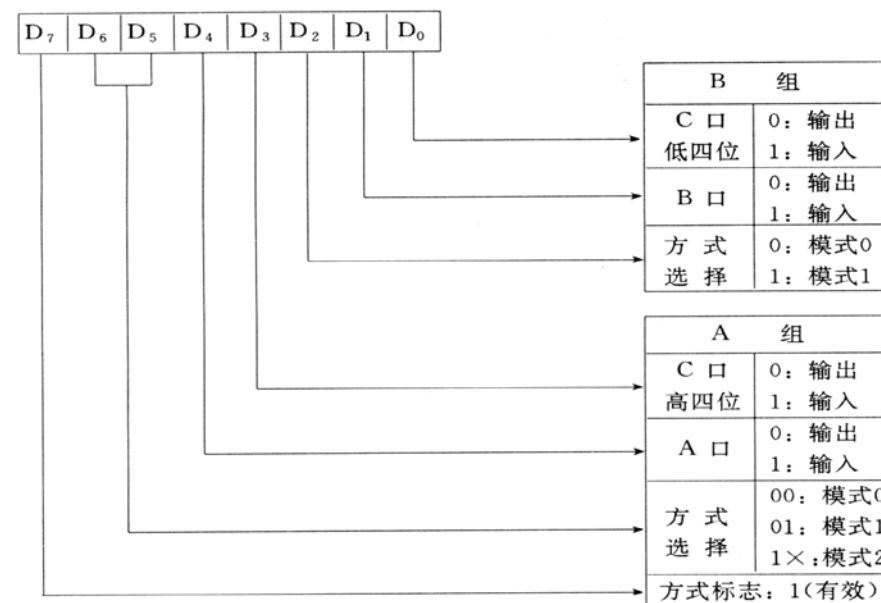 D₇ D₆ D₅ D₄ D₃ D₂ D₁ D₀
B 组
C 口 0：输出
低四位 1：输入
B 口 0：输出
1：输入
方 式 0：模式0
选 择 1：模式1
A 组
C 口 0：输出
高四位 1：输入
A 口 0：输出
1：输入
00：模式0
方 式 01：模式1
选 择 1×：模式2
方式标志：1(有效)